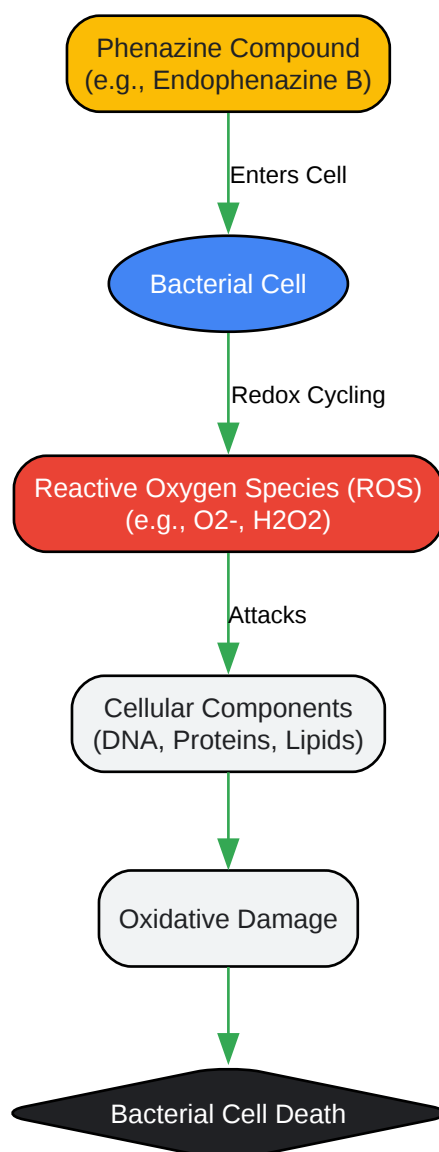 Phenazine Compound
(e.g., Endophenazine B)
Enters Cell
Bacterial Cell
Redox Cycling
Reactive Oxygen Species (ROS)
(e.g., O2-, H2O2)
Attacks
Cellular Components
(DNA, Proteins, Lipids)
Oxidative Damage
Bacterial Cell Death